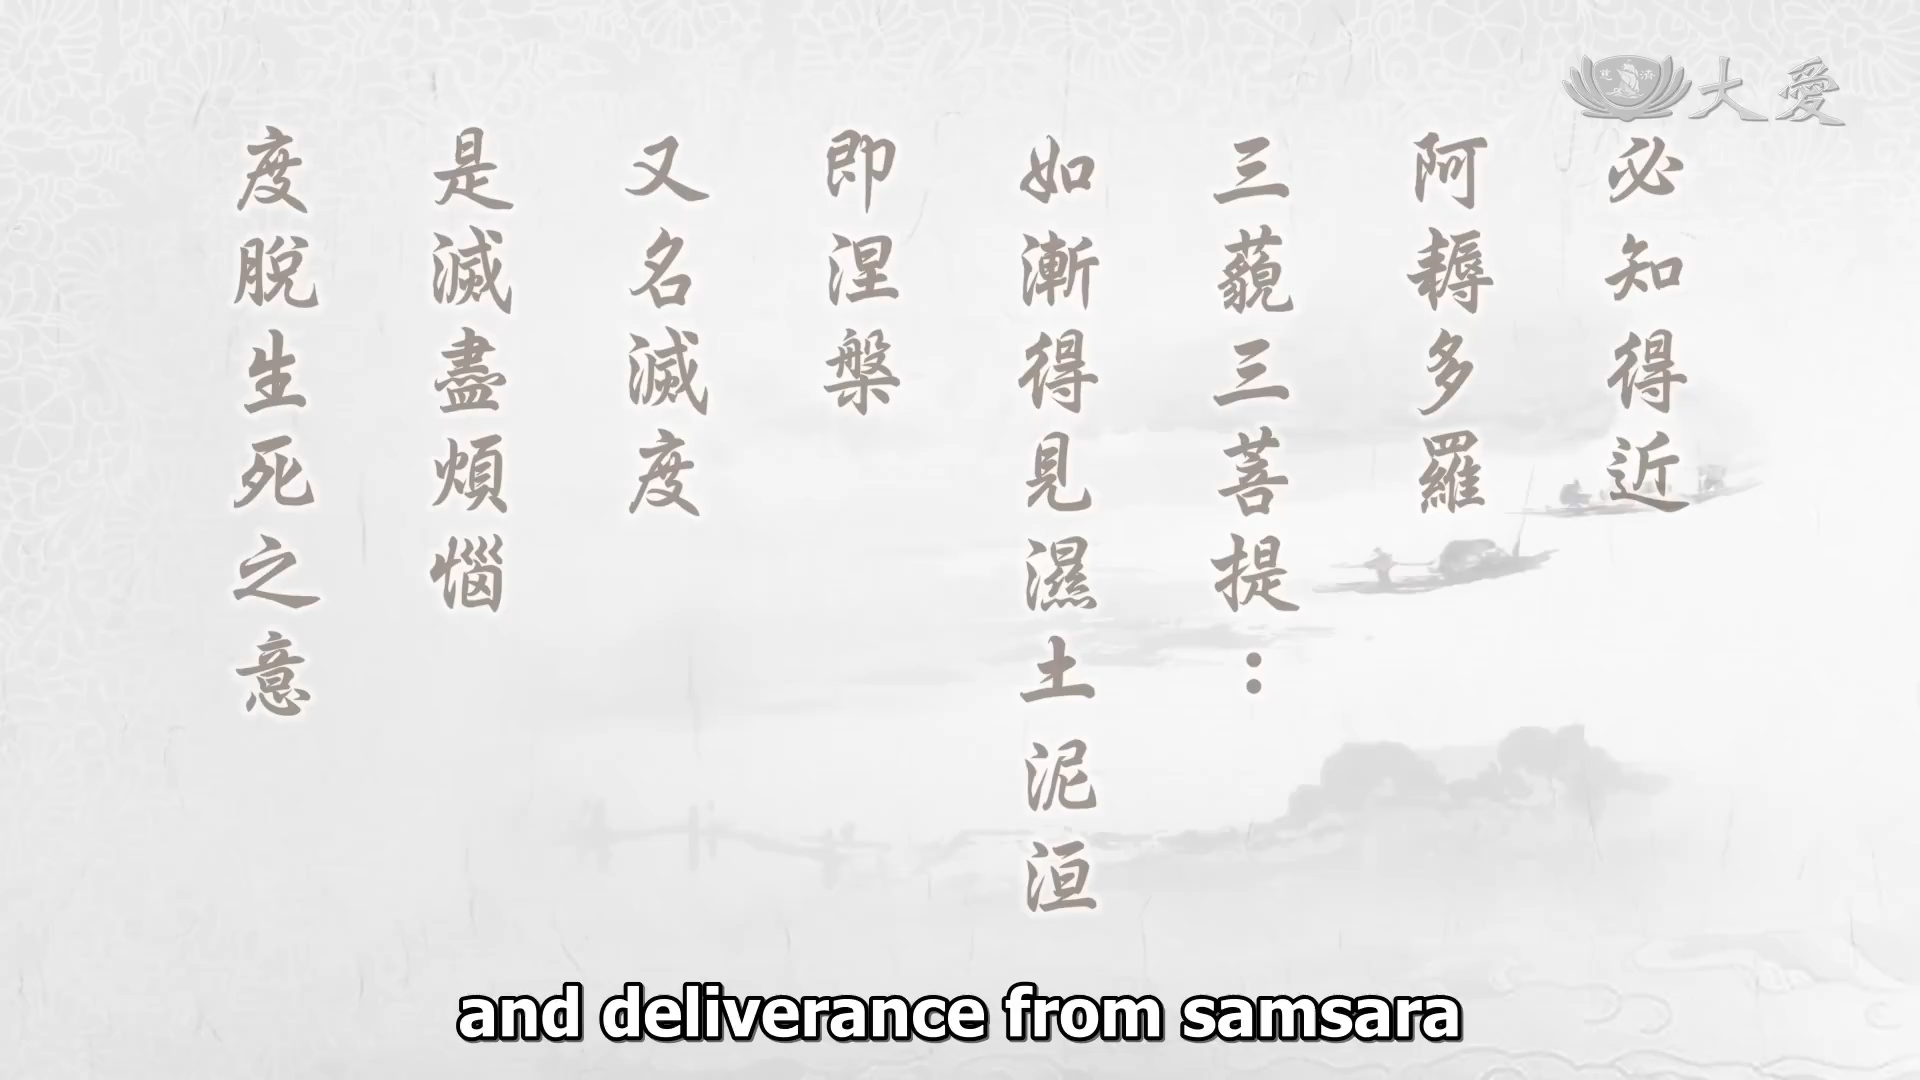 大愛
慈濟
必知得近
阿耨多羅
三藐三菩提：
如漸得見濕土泥洹
即涅槃
又名滅度
是滅盡煩惱
度脫生死之意
and deliverance from samsara